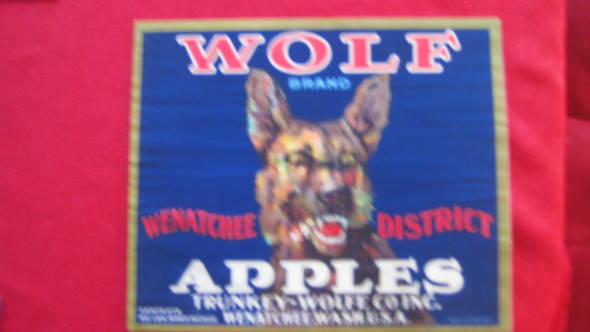 WOLF
BRAND
WENATCHEE DISTRICT
APPLES
TRUNKEY-WOLFE CO. INC.
WENATCHEE, WASH. U.S.A.